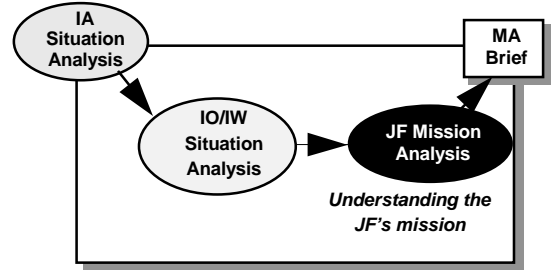 IA
Situation
Analysis
MA
Brief
IO/IW
Situation
Analysis
JF Mission
Analysis
Understanding the
JF's mission